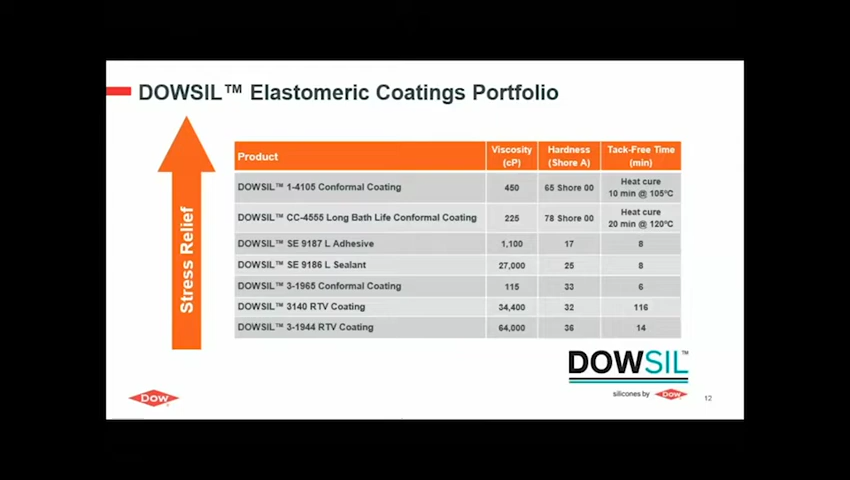 DOWSIL™ Elastomeric Coatings Portfolio
Stress Relief
Product Viscosity (cP) Hardness (Shore A) Tack-Free Time (min)
DOWSIL™ 1-4105 Conformal Coating 450 65 Shore 00 Heat cure 10 min @ 105°C
DOWSIL™ CC-4555 Long Bath Life Conformal Coating 225 78 Shore 00 Heat cure 20 min @ 120°C
DOWSIL™ SE 9187 L Adhesive 1,100 17 8
DOWSIL™ SE 9186 L Sealant 27,000 25 8
DOWSIL™ 3-1965 Conformal Coating 115 33 6
DOWSIL™ 3140 RTV Coating 34,400 32 116
DOWSIL™ 3-1944 RTV Coating 64,000 36 14
DOWSIL™
silicones by Dow
Dow
12